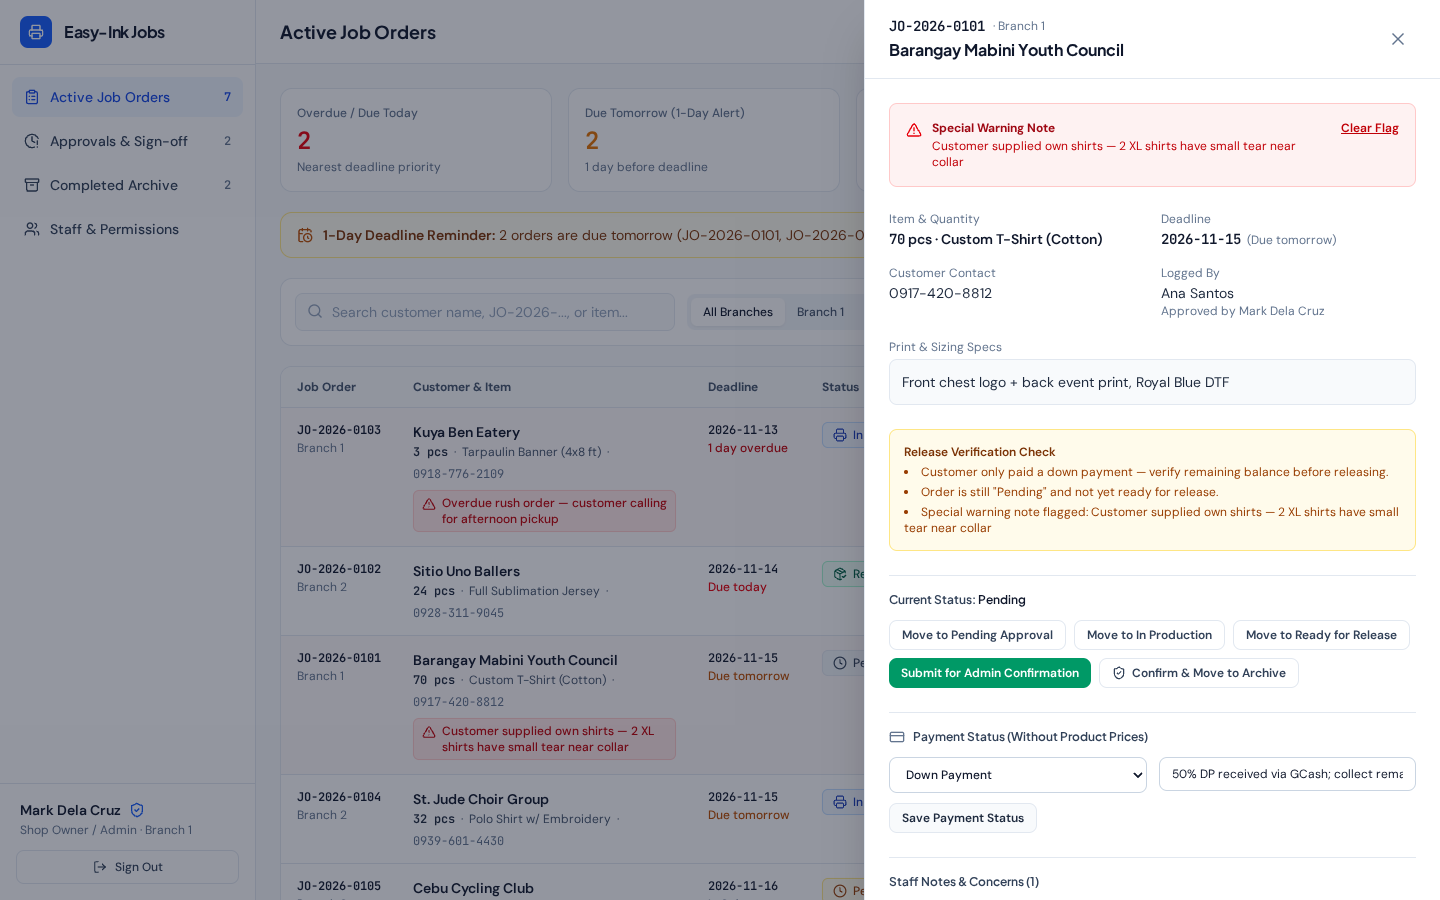 Easy-Ink Jobs
Active Job Orders 7
Approvals & Sign-off 2
Completed Archive 2
Staff & Permissions
Mark Dela Cruz
Shop Owner / Admin · Branch 1
Sign Out
Active Job Orders
Overdue / Due Today
2
Nearest deadline priority
Due Tomorrow (1-Day Alert)
2
1 day before deadline
1-Day Deadline Reminder: 2 orders are due tomorrow (JO-2026-0101, JO-2026-0
Search customer name, JO-2026-..., or item...
All Branches
Branch 1
Job Order
Customer & Item
Deadline
Status
JO-2026-0103
Branch 1
Kuya Ben Eatery
3 pcs · Tarpaulin Banner (4x8 ft) ·
0918-776-2109
Overdue rush order — customer calling
for afternoon pickup
2026-11-13
1 day overdue
In
JO-2026-0102
Branch 2
Sitio Uno Ballers
24 pcs · Full Sublimation Jersey ·
0928-311-9045
2026-11-14
Due today
Re
JO-2026-0101
Branch 1
Barangay Mabini Youth Council
70 pcs · Custom T-Shirt (Cotton) ·
0917-420-8812
Customer supplied own shirts — 2 XL
shirts have small tear near collar
2026-11-15
Due tomorrow
Pe
JO-2026-0104
Branch 2
St. Jude Choir Group
32 pcs · Polo Shirt w/ Embroidery ·
0939-601-4430
2026-11-15
Due tomorrow
In
JO-2026-0105
Cebu Cycling Club
2026-11-16
Pe
JO-2026-0101 · Branch 1
Barangay Mabini Youth Council
Special Warning Note
Clear Flag
Customer supplied own shirts — 2 XL shirts have small tear near
collar
Item & Quantity
70 pcs · Custom T-Shirt (Cotton)
Deadline
2026-11-15 (Due tomorrow)
Customer Contact
0917-420-8812
Logged By
Ana Santos
Approved by Mark Dela Cruz
Print & Sizing Specs
Front chest logo + back event print, Royal Blue DTF
Release Verification Check
• Customer only paid a down payment — verify remaining balance before releasing.
• Order is still "Pending" and not yet ready for release.
• Special warning note flagged: Customer supplied own shirts — 2 XL shirts have small
tear near collar
Current Status: Pending
Move to Pending Approval
Move to In Production
Move to Ready for Release
Submit for Admin Confirmation
Confirm & Move to Archive
Payment Status (Without Product Prices)
Down Payment
50% DP received via GCash; collect rema
Save Payment Status
Staff Notes & Concerns (1)